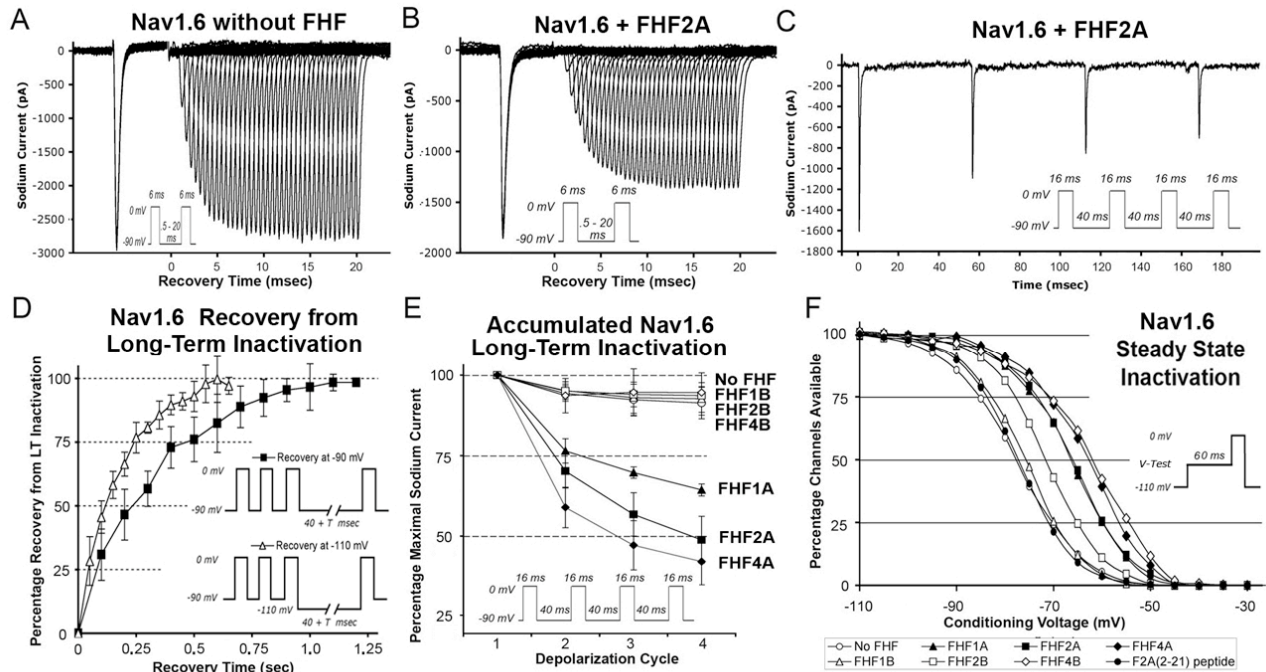 A
Nav1.6 without FHF
Sodium Current (pA)
0
-500
-1000
-1500
-2000
-2500
-3000
6 ms
6 ms
0 mV
-90 mV
.5 - 20
ms
0
5
10
15
20
Recovery Time (msec)
B
Nav1.6 + FHF2A
Sodium Current (pA)
0
-500
-1000
-1500
-2000
6 ms
6 ms
0 mV
-90 mV
.5 - 20
ms
0
5
10
15
20
Recovery Time (msec)
C
Nav1.6 + FHF2A
Sodium Current (pA)
0
-200
-400
-600
-800
-1000
-1200
-1400
-1600
-1800
16 ms
16 ms
16 ms
16 ms
0 mV
-90 mV
40 ms
40 ms
40 ms
0
20
40
60
80
100
120
140
160
180
Time (msec)
D
Nav1.6 Recovery from
Long-Term Inactivation
Percentage Recovery from LT Inactivation
100
75
50
25
0
Recovery at -90 mV
0 mV
-90 mV
40 + T msec
Recovery at -110 mV
0 mV
-90 mV
-110 mV
40 + T msec
0
0.25
0.5
0.75
1.0
1.25
Recovery Time (sec)
E
Accumulated Nav1.6
Long-Term Inactivation
Percentage Maximal Sodium Current
100
75
50
25
No FHF
FHF1B
FHF2B
FHF4B
FHF1A
FHF2A
FHF4A
16 ms
16 ms
16 ms
16 ms
0 mV
-90 mV
40 ms
40 ms
40 ms
1
2
3
4
Depolarization Cycle
F
Nav1.6
Steady State
Inactivation
Percentage Channels Available
100
75
50
25
0
0 mV
60 ms
V-Test
-110 mV
-110
-90
-70
-50
-30
Conditioning Voltage (mV)
No FHF
FHF1A
FHF2A
FHF4A
FHF1B
FHF2B
FHF4B
F2A(2-21) peptide